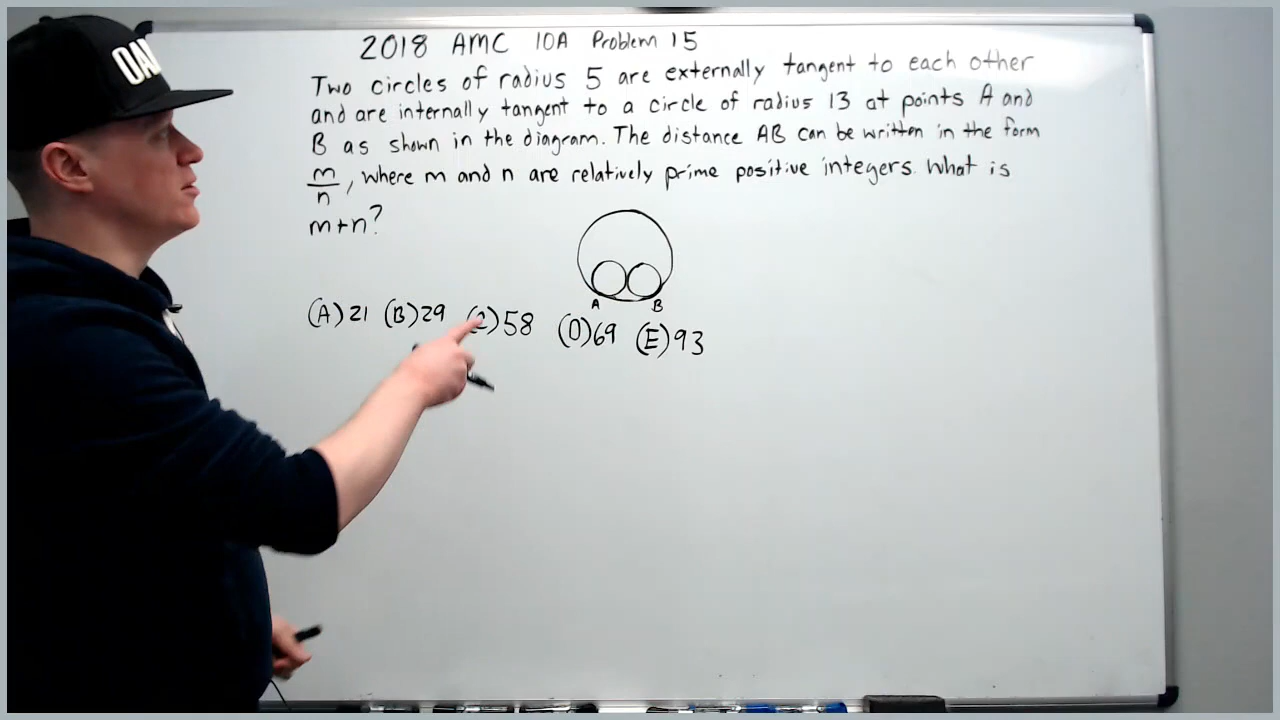 2018 AMC 10A Problem 15
Two circles of radius 5 are externally tangent to each other
and are internally tangent to a circle of radius 13 at points A and
B as shown in the diagram. The distance AB can be written in the form
m/n, where m and n are relatively prime positive integers. What is
m+n?
A B
(A) 21 (B) 29 (C) 58 (D) 69 (E) 93